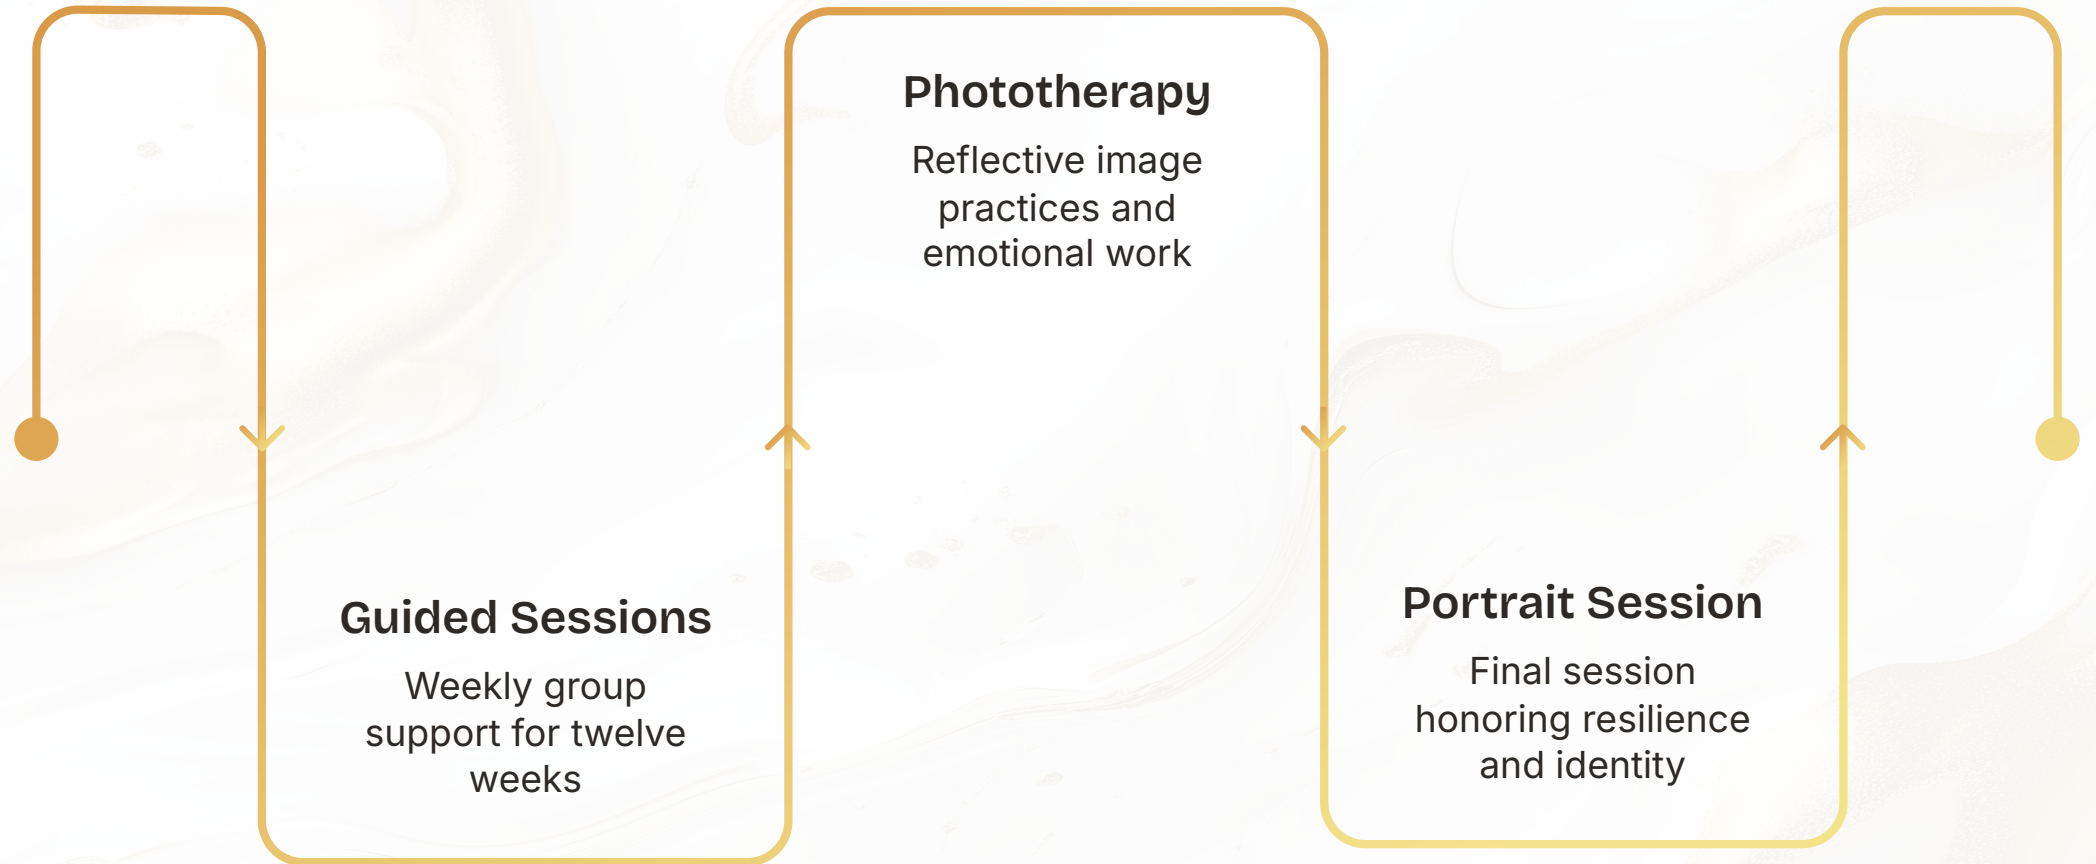 Guided Sessions
Weekly group
support for twelve
weeks
Phototherapy
Reflective image
practices and
emotional work
Portrait Session
Final session
honoring resilience
and identity